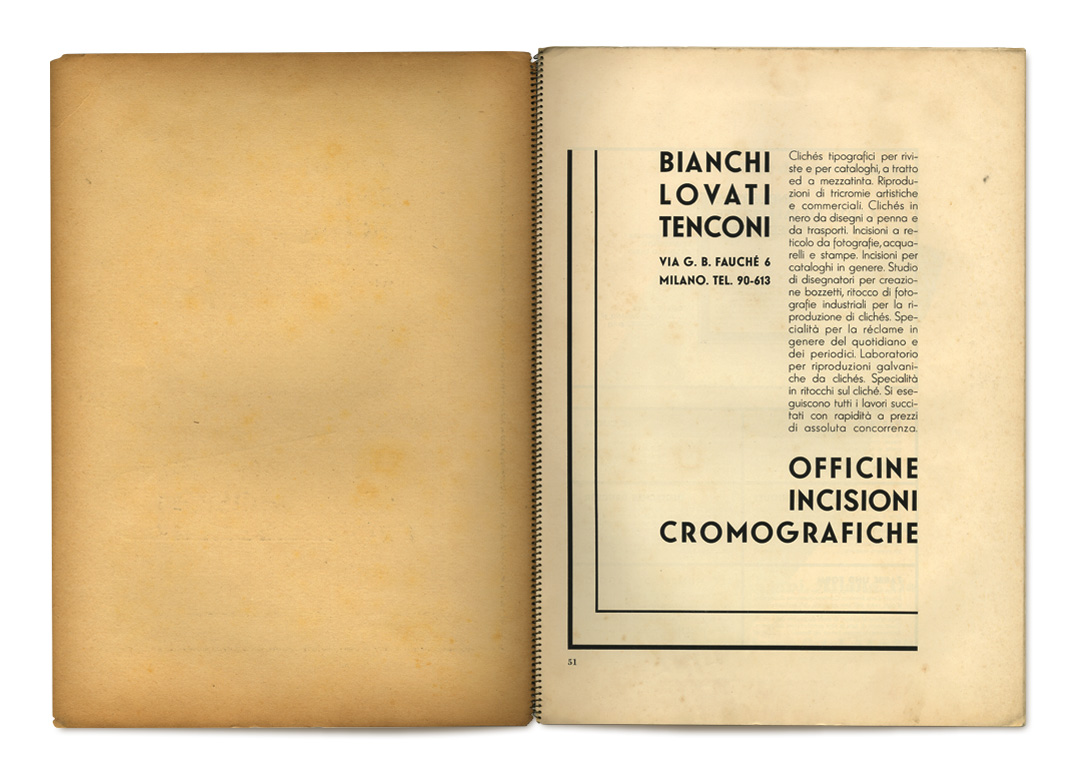 BIANCHI
LOVATI
TENCONI
VIA G. B. FAUCHÉ 6
MILANO. TEL. 90-613
Clichés tipografici per rivi-
ste e per cataloghi, a tratto
ed a mezzatinta. Riprodu-
zioni di tricromie artistiche
e commerciali. Clichés in
nero da disegni a penna e
da trasporti. Incisioni a re-
ticolo da fotografie, acqua-
relli e stampe. Incisioni per
cataloghi in genere. Studio
di disegnatori per creazio-
ne bozzetti, ritocco di foto-
grafie industriali per la ri-
produzione di clichés. Spe-
cialità per la réclame in
genere del quotidiano e
dei periodici. Laboratorio
per riproduzioni galvani-
che da clichés. Specialità
in ritocchi sul cliché. Si ese-
guiscono tutti i lavori succi-
tati con rapidità a prezzi
di assoluta concorrenza.
OFFICINE
INCISIONI
CROMOGRAFICHE
51